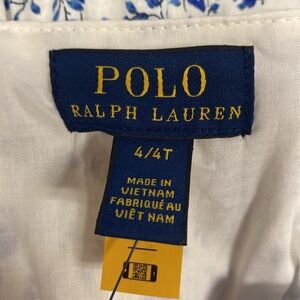 POLO
RALPH LAUREN
4/4T
MADE IN
VIETNAM
FABRIQUÉ AU
VIÊT NAM